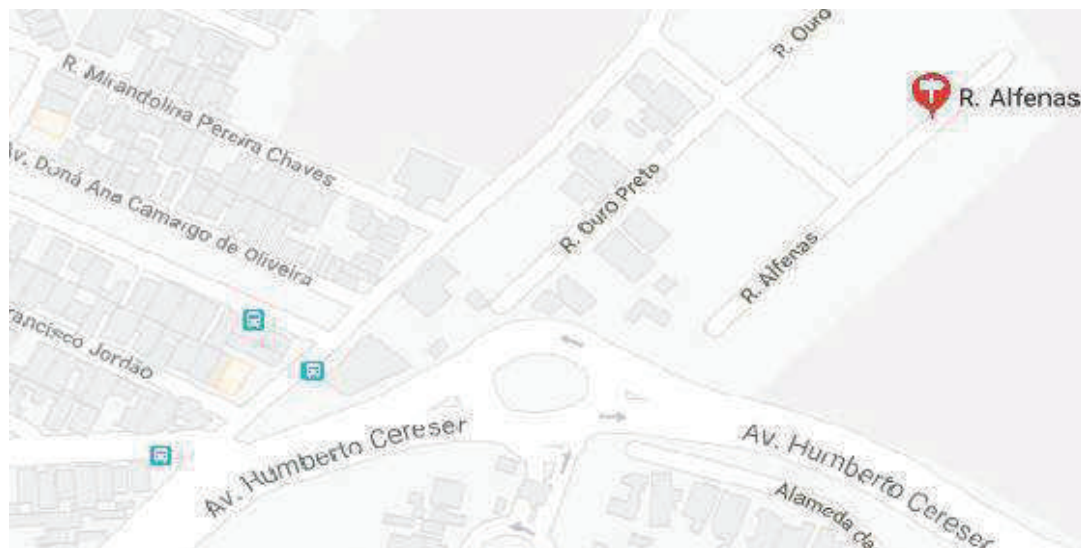 R. Ouro
R. Alfenas
R. Mirandolina Pereira Chaves
Av. Dona Ana Camargo de Oliveira
R. Ouro Preto
R. Alfenas
rancisco Jordão
Av. Humberto Cereser
Av. Humberto Cereser
Alameda da